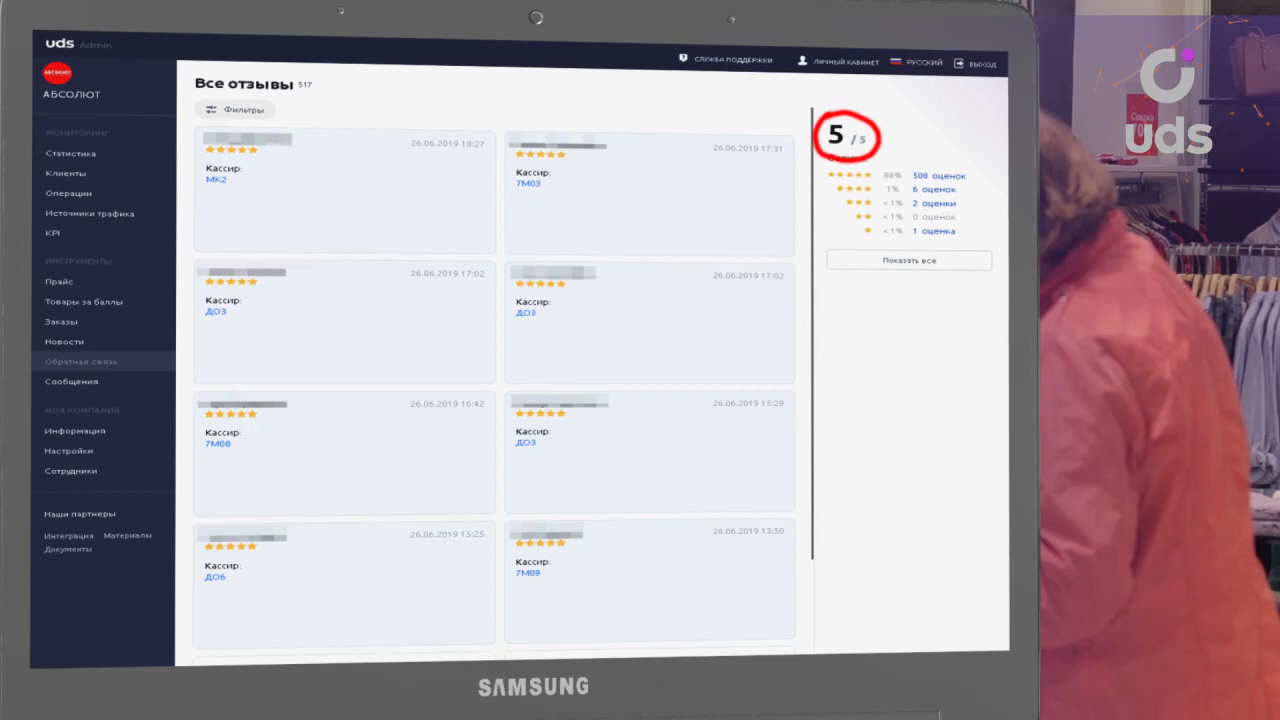 uds Admin
СЛУЖБА ПОДДЕРЖКИ
ЛИЧНЫЙ КАБИНЕТ
РУССКИЙ
ВЫХОД
АБСОЛЮТ
АБСОЛЮТ
МОНИТОРИНГ
Статистика
Клиенты
Операции
Источники трафика
KPI
ИНСТРУМЕНТЫ
Прайс
Товары за баллы
Заказы
Новости
Обратная связь
Сообщения
МОЯ КОМПАНИЯ
Информация
Настройки
Сотрудники
Наши партнеры
Интеграция Материалы
Документы
Все отзывы 517
Фильтры
26.06.2019 18:27
Кассир:
МК2
26.06.2019 17:31
Кассир:
7М03
26.06.2019 17:02
Кассир:
ДО3
26.06.2019 17:02
Кассир:
ДО3
26.06.2019 16:42
Кассир:
7М08
26.06.2019 15:29
Кассир:
ДО3
26.06.2019 15:25
Кассир:
ДО6
26.06.2019 13:50
Кассир:
7М09
5 / 5
98% 508 оценок
1% 6 оценок
<1% 2 оценки
<1% 0 оценок
<1% 1 оценка
Показать все
SAMSUNG
Скидка
uds